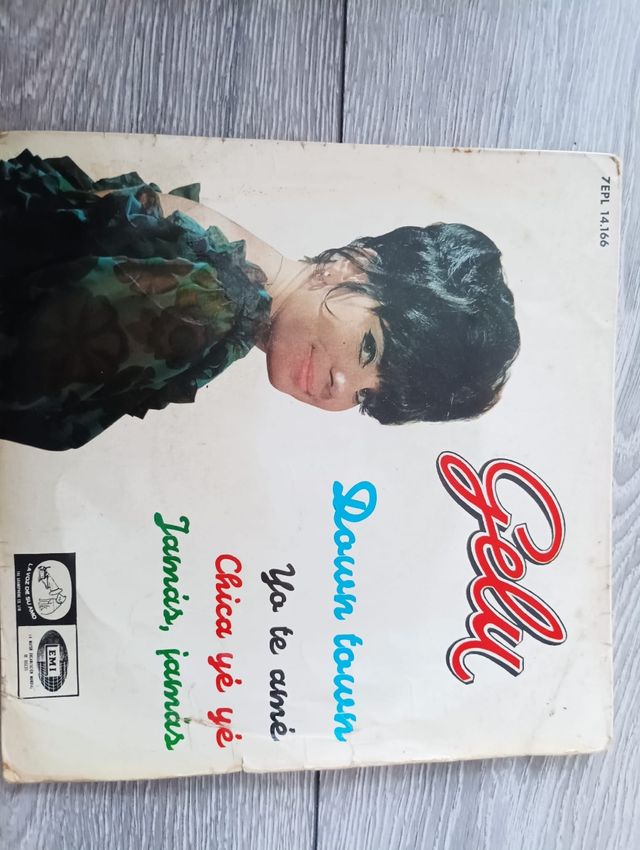 7EPL 14.166
Gelu
Down town
Yo te amé
Chica yé yé
Jamás, jamás
LA VOZ DE SU AMO
EMI